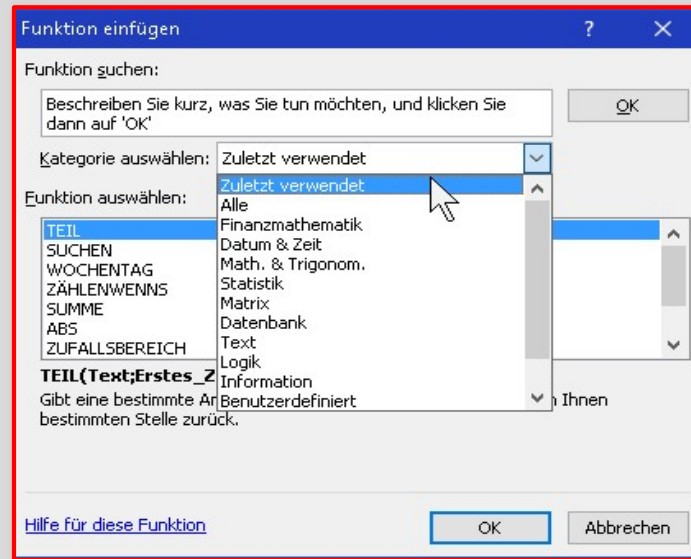 Funktion einfügen
?
Funktion suchen:
Beschreiben Sie kurz, was Sie tun möchten, und klicken Sie
dann auf 'OK'
OK
Kategorie auswählen:
Zuletzt verwendet
Zuletzt verwendet
Alle
Finanzmathematik
Datum & Zeit
Math. & Trigonom.
Statistik
Matrix
Datenbank
Text
Logik
Information
Benutzerdefiniert
Funktion auswählen:
TEIL
SUCHEN
WOCHENTAG
ZÄHLENWENNS
SUMME
ABS
ZUFALLSBEREICH
TEIL(Text;Erstes_Z
Gibt eine bestimmte Ihnen
bestimmten Stelle zurück.
Hilfe für diese Funktion
OK
Abbrechen